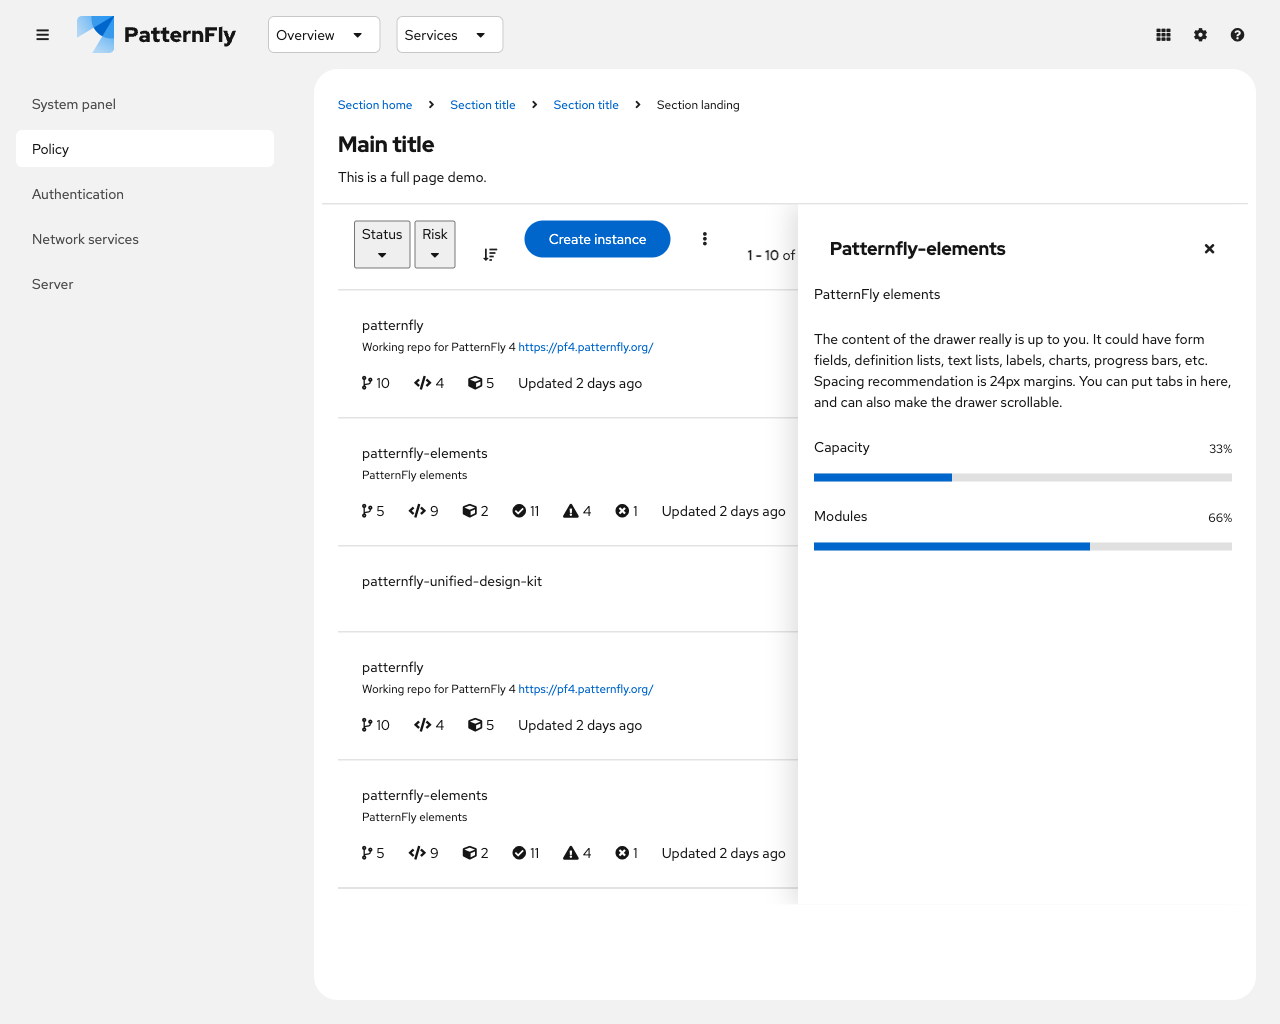 PatternFly
Overview
Services
System panel
Policy
Authentication
Network services
Server
Section home
Section title
Section title
Section landing
Main title
This is a full page demo.
Status
Risk
Create instance
1 - 10 of
patternfly
Working repo for PatternFly 4 https://pf4.patternfly.org/
10 4 5 Updated 2 days ago
patternfly-elements
PatternFly elements
5 9 2 11 4 1 Updated 2 days ago
patternfly-unified-design-kit
patternfly
Working repo for PatternFly 4 https://pf4.patternfly.org/
10 4 5 Updated 2 days ago
patternfly-elements
PatternFly elements
5 9 2 11 4 1 Updated 2 days ago
Patternfly-elements
PatternFly elements
The content of the drawer really is up to you. It could have form
fields, definition lists, text lists, labels, charts, progress bars, etc.
Spacing recommendation is 24px margins. You can put tabs in here,
and can also make the drawer scrollable.
Capacity 33%
Modules 66%